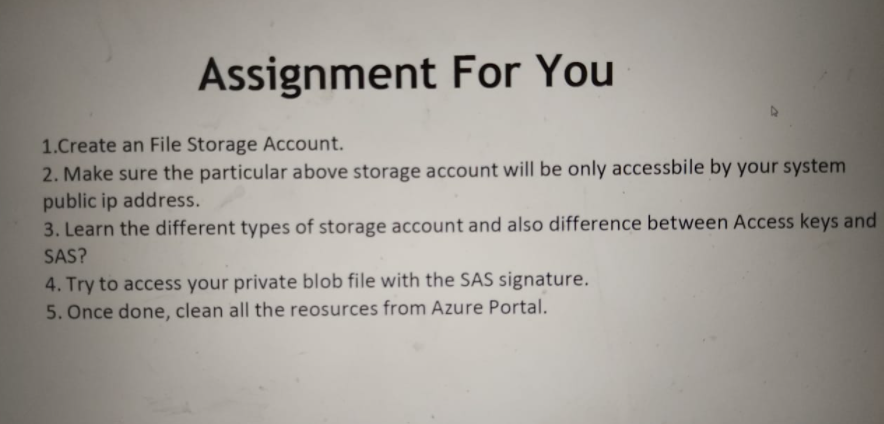 Assignment For You
1.Create an File Storage Account.
2. Make sure the particular above storage account will be only accessbile by your system
public ip address.
3. Learn the different types of storage account and also difference between Access keys and
SAS?
4. Try to access your private blob file with the SAS signature.
5. Once done, clean all the reosurces from Azure Portal.